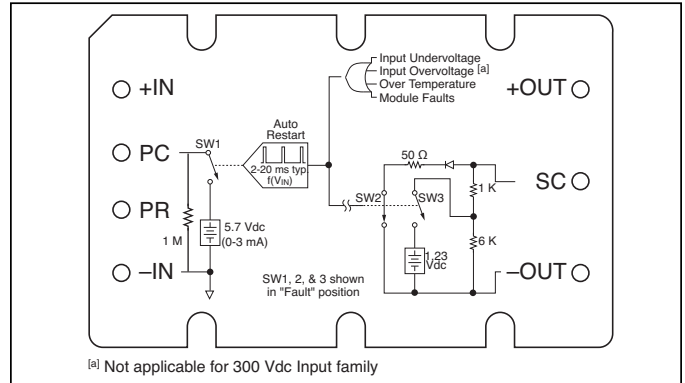 Input Undervoltage
Input Overvoltage [a]
Over Temperature
Module Faults
+IN
+OUT
Auto
Restart
PC
SW1
2-20 ms typ.
f(VIN)
50 Ω
SC
1 K
SW2
SW3
PR
5.7 Vdc
(0-3 mA)
1 M
6 K
1.23
Vdc
–IN
–OUT
SW1, 2, & 3 shown
in "Fault" position
[a] Not applicable for 300 Vdc Input family